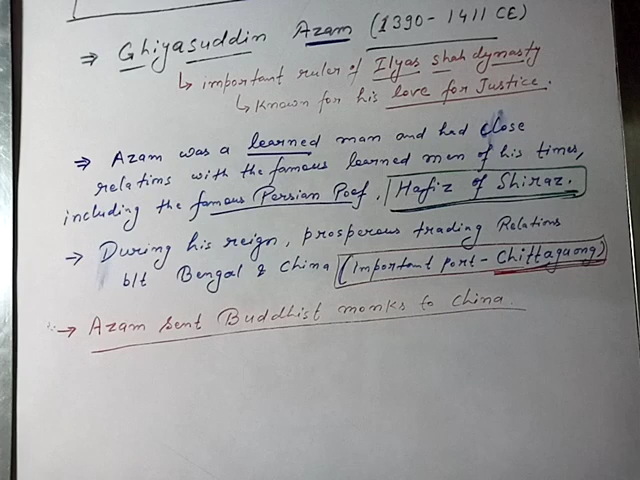 ⇒ Ghiyasuddin Azam (1390 - 1411 CE)
↳ important ruler of Ilyas shah dynasty
↳ Known for his love for Justice.
⇒ Azam was a learned man and had close
relations with the famous learned men of his times,
including the famous Persian Poet, Hafiz of Shiraz.
→ During his reign, prosperous trading Relations
b/t Bengal & China (important port - Chittagaong)
→ Azam sent Buddhist monks to China.